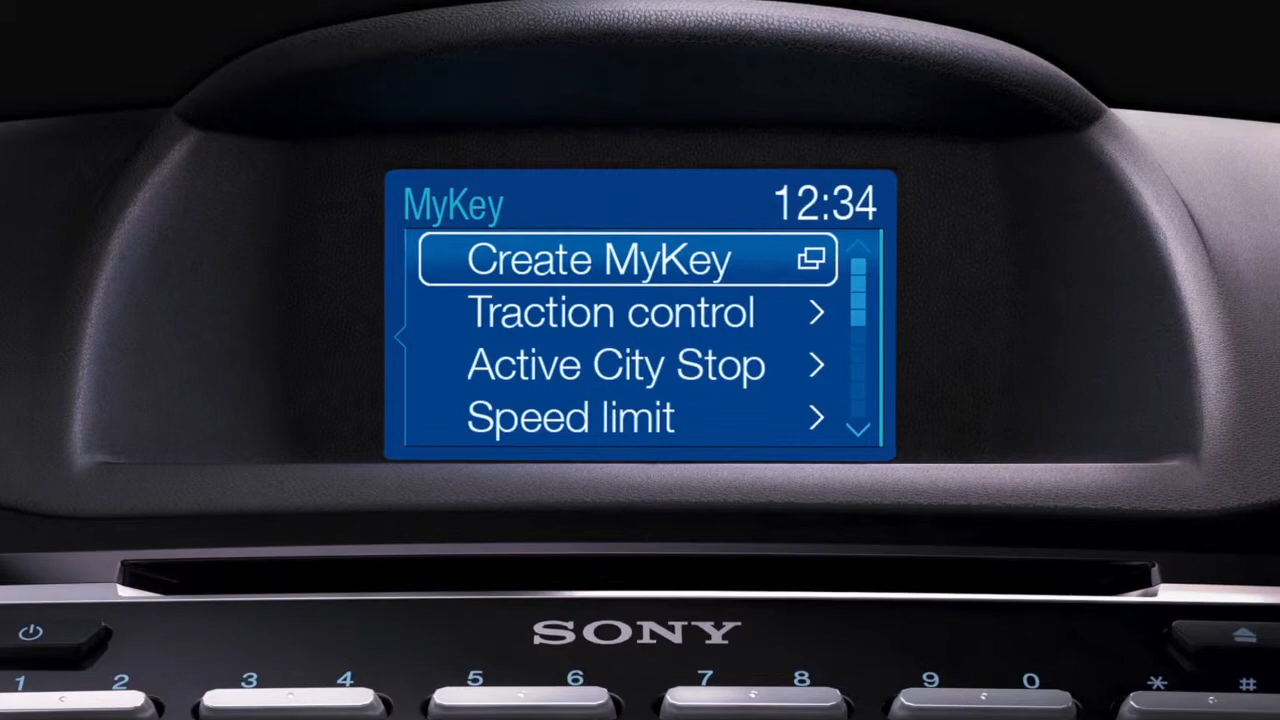 MyKey 12:34
Create MyKey
Traction control
Active City Stop
Speed limit
SONY
1 2 3 4 5 6 7 8 9 0 * #